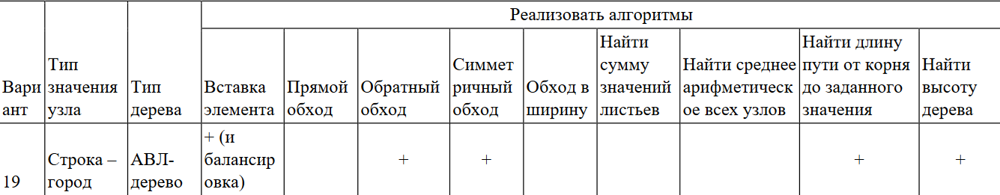 Реализовать алгоритмы
Вари
ант
Тип
значения
узла
Тип
дерева
Вставка
элемента
Прямой
обход
Обратный
обход
Симмет
ричный
обход
Обход в
ширину
Найти
сумму
значений
листьев
Найти среднее
арифметическ
ое всех узлов
Найти длину
пути от корня
до заданного
значения
Найти
высоту
дерева
19
Строка –
город
АВЛ-
дерево
+ (и
балансир
овка)
+
+
+
+